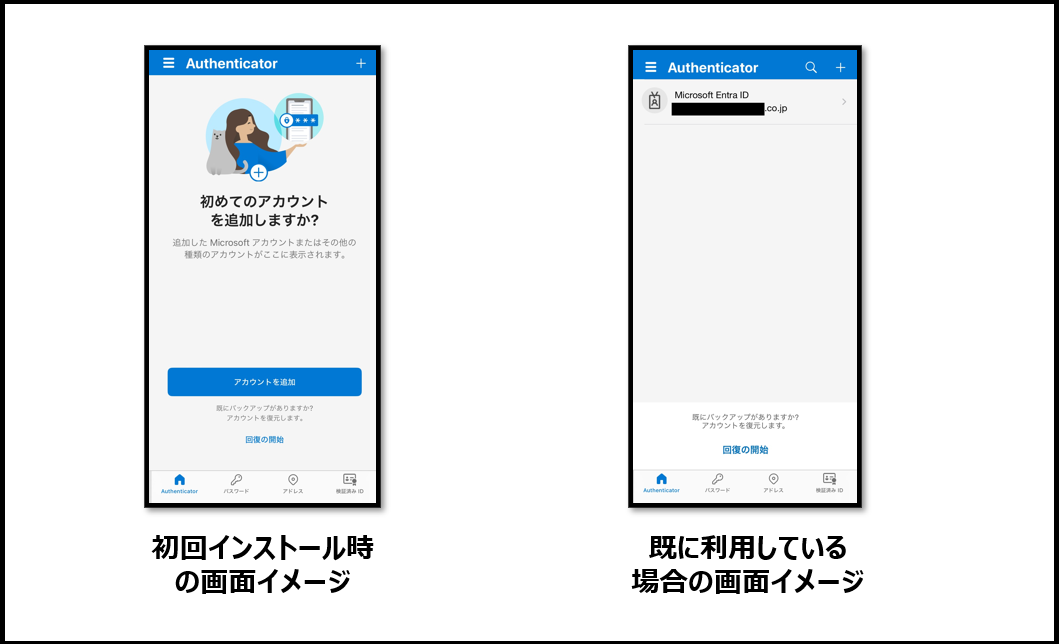 Authenticator
初めてのアカウント
を追加しますか?
追加した Microsoft アカウントまたはその他の
種類のアカウントがここに表示されます。
アカウントを追加
既にバックアップがありますか?
アカウントを復元します。
回復の開始
Authenticator
パスワード
アドレス
検証済み ID
初回インストール時
の画面イメージ
Authenticator
Microsoft Entra ID
.co.jp
既にバックアップがありますか?
アカウントを復元します。
回復の開始
Authenticator
パスワード
アドレス
検証済み ID
既に利用している
場合の画面イメージ